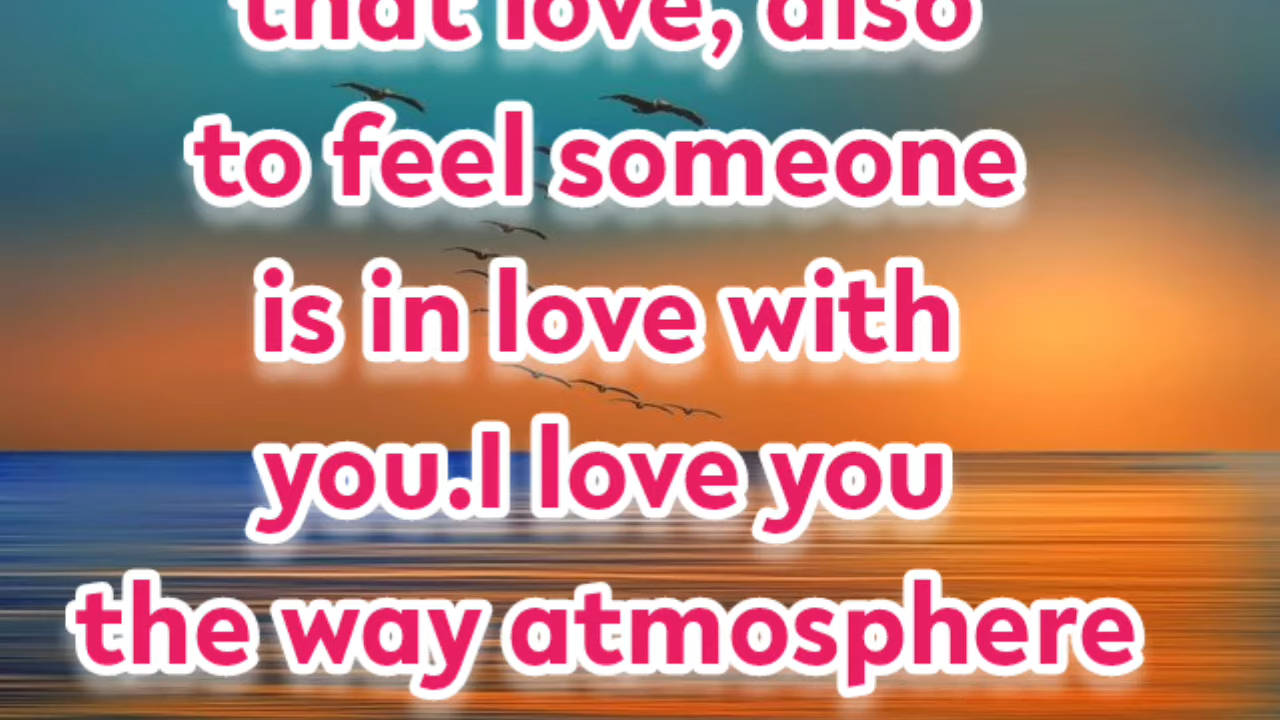 that love, also
to feel someone
is in love with
you.I love you
the way atmosphere